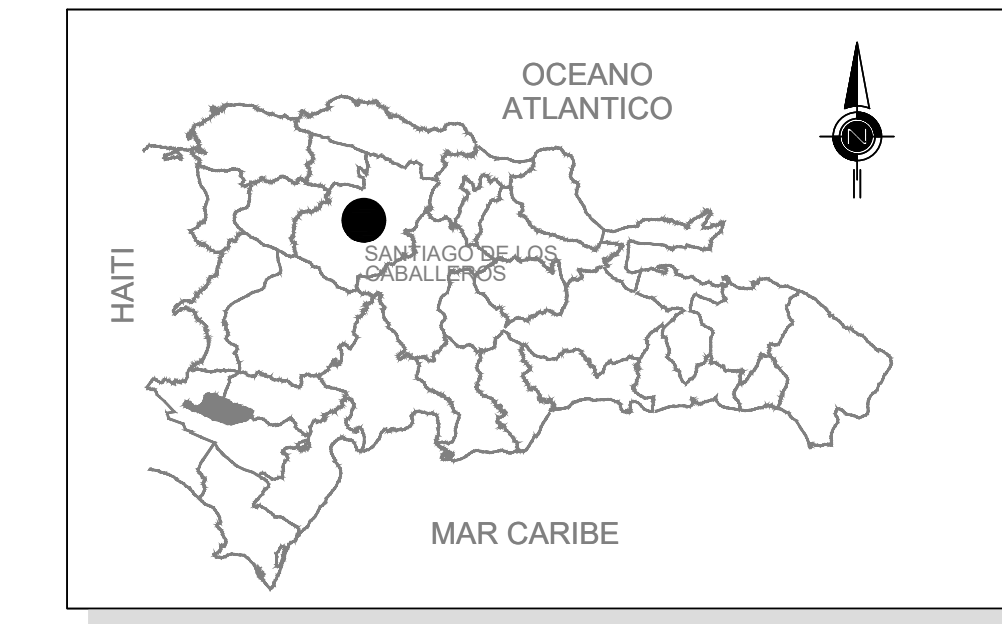 OCEANO
ATLANTICO
N
SANTIAGO DE LOS
CABALLEROS
HAITI
MAR CARIBE